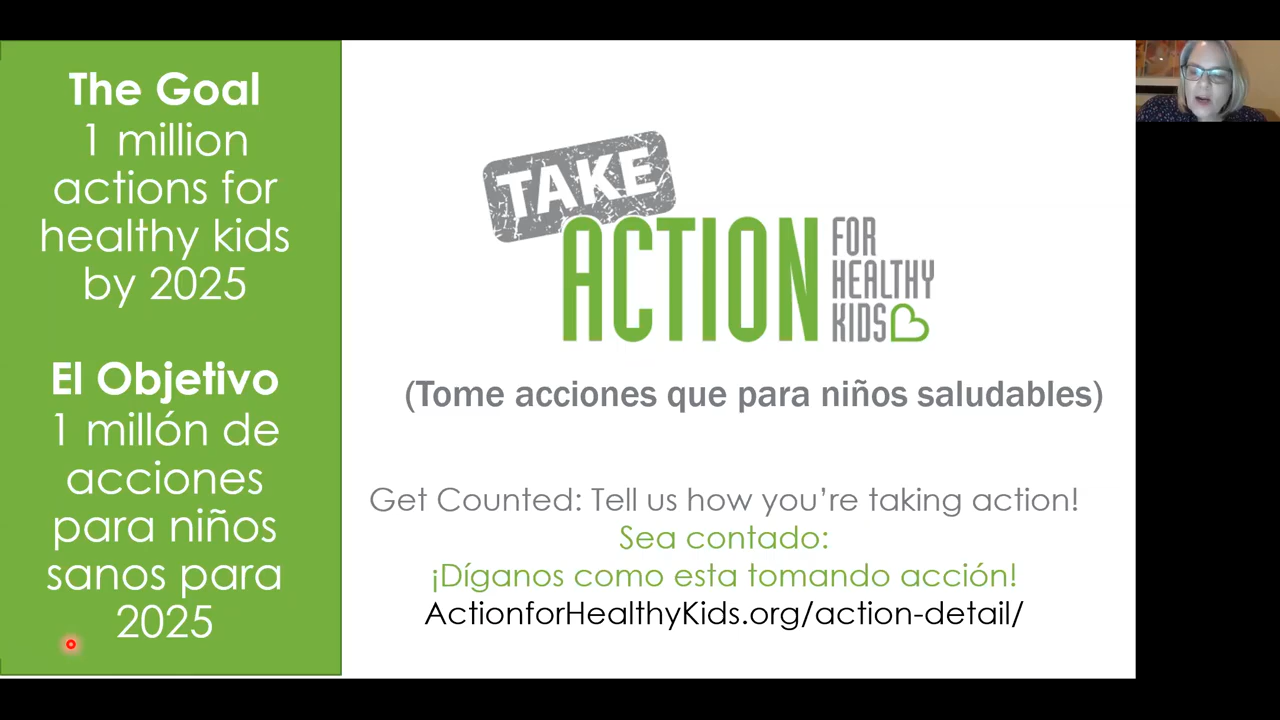 The Goal
1 million
actions for
healthy kids
by 2025
El Objetivo
1 millón de
acciones
para niños
sanos para
2025
TAKE
ACTION
FOR
HEALTHY
KIDS
(Tome acciones que para niños saludables)
Get Counted: Tell us how you’re taking action!
Sea contado:
¡Díganos como esta tomando acción!
ActionforHealthyKids.org/action-detail/